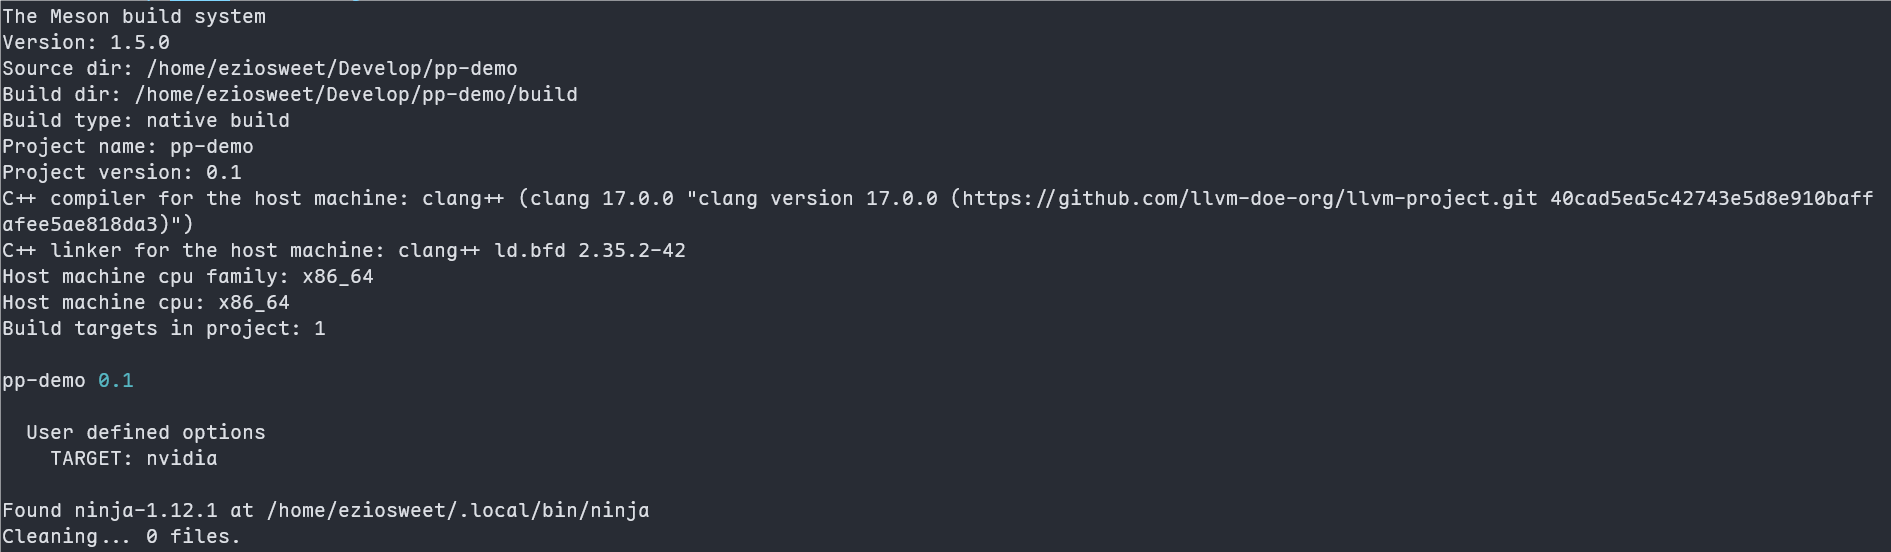 The Meson build system
Version: 1.5.0
Source dir: /home/eziosweet/Develop/pp-demo
Build dir: /home/eziosweet/Develop/pp-demo/build
Build type: native build
Project name: pp-demo
Project version: 0.1
C++ compiler for the host machine: clang++ (clang 17.0.0 "clang version 17.0.0 (https://github.com/llvm-doe-org/llvm-project.git 40cad5ea5c42743e5d8e910baff
afee5ae818da3)")
C++ linker for the host machine: clang++ ld.bfd 2.35.2-42
Host machine cpu family: x86_64
Host machine cpu: x86_64
Build targets in project: 1
pp-demo 0.1
User defined options
TARGET: nvidia
Found ninja-1.12.1 at /home/eziosweet/.local/bin/ninja
Cleaning... 0 files.